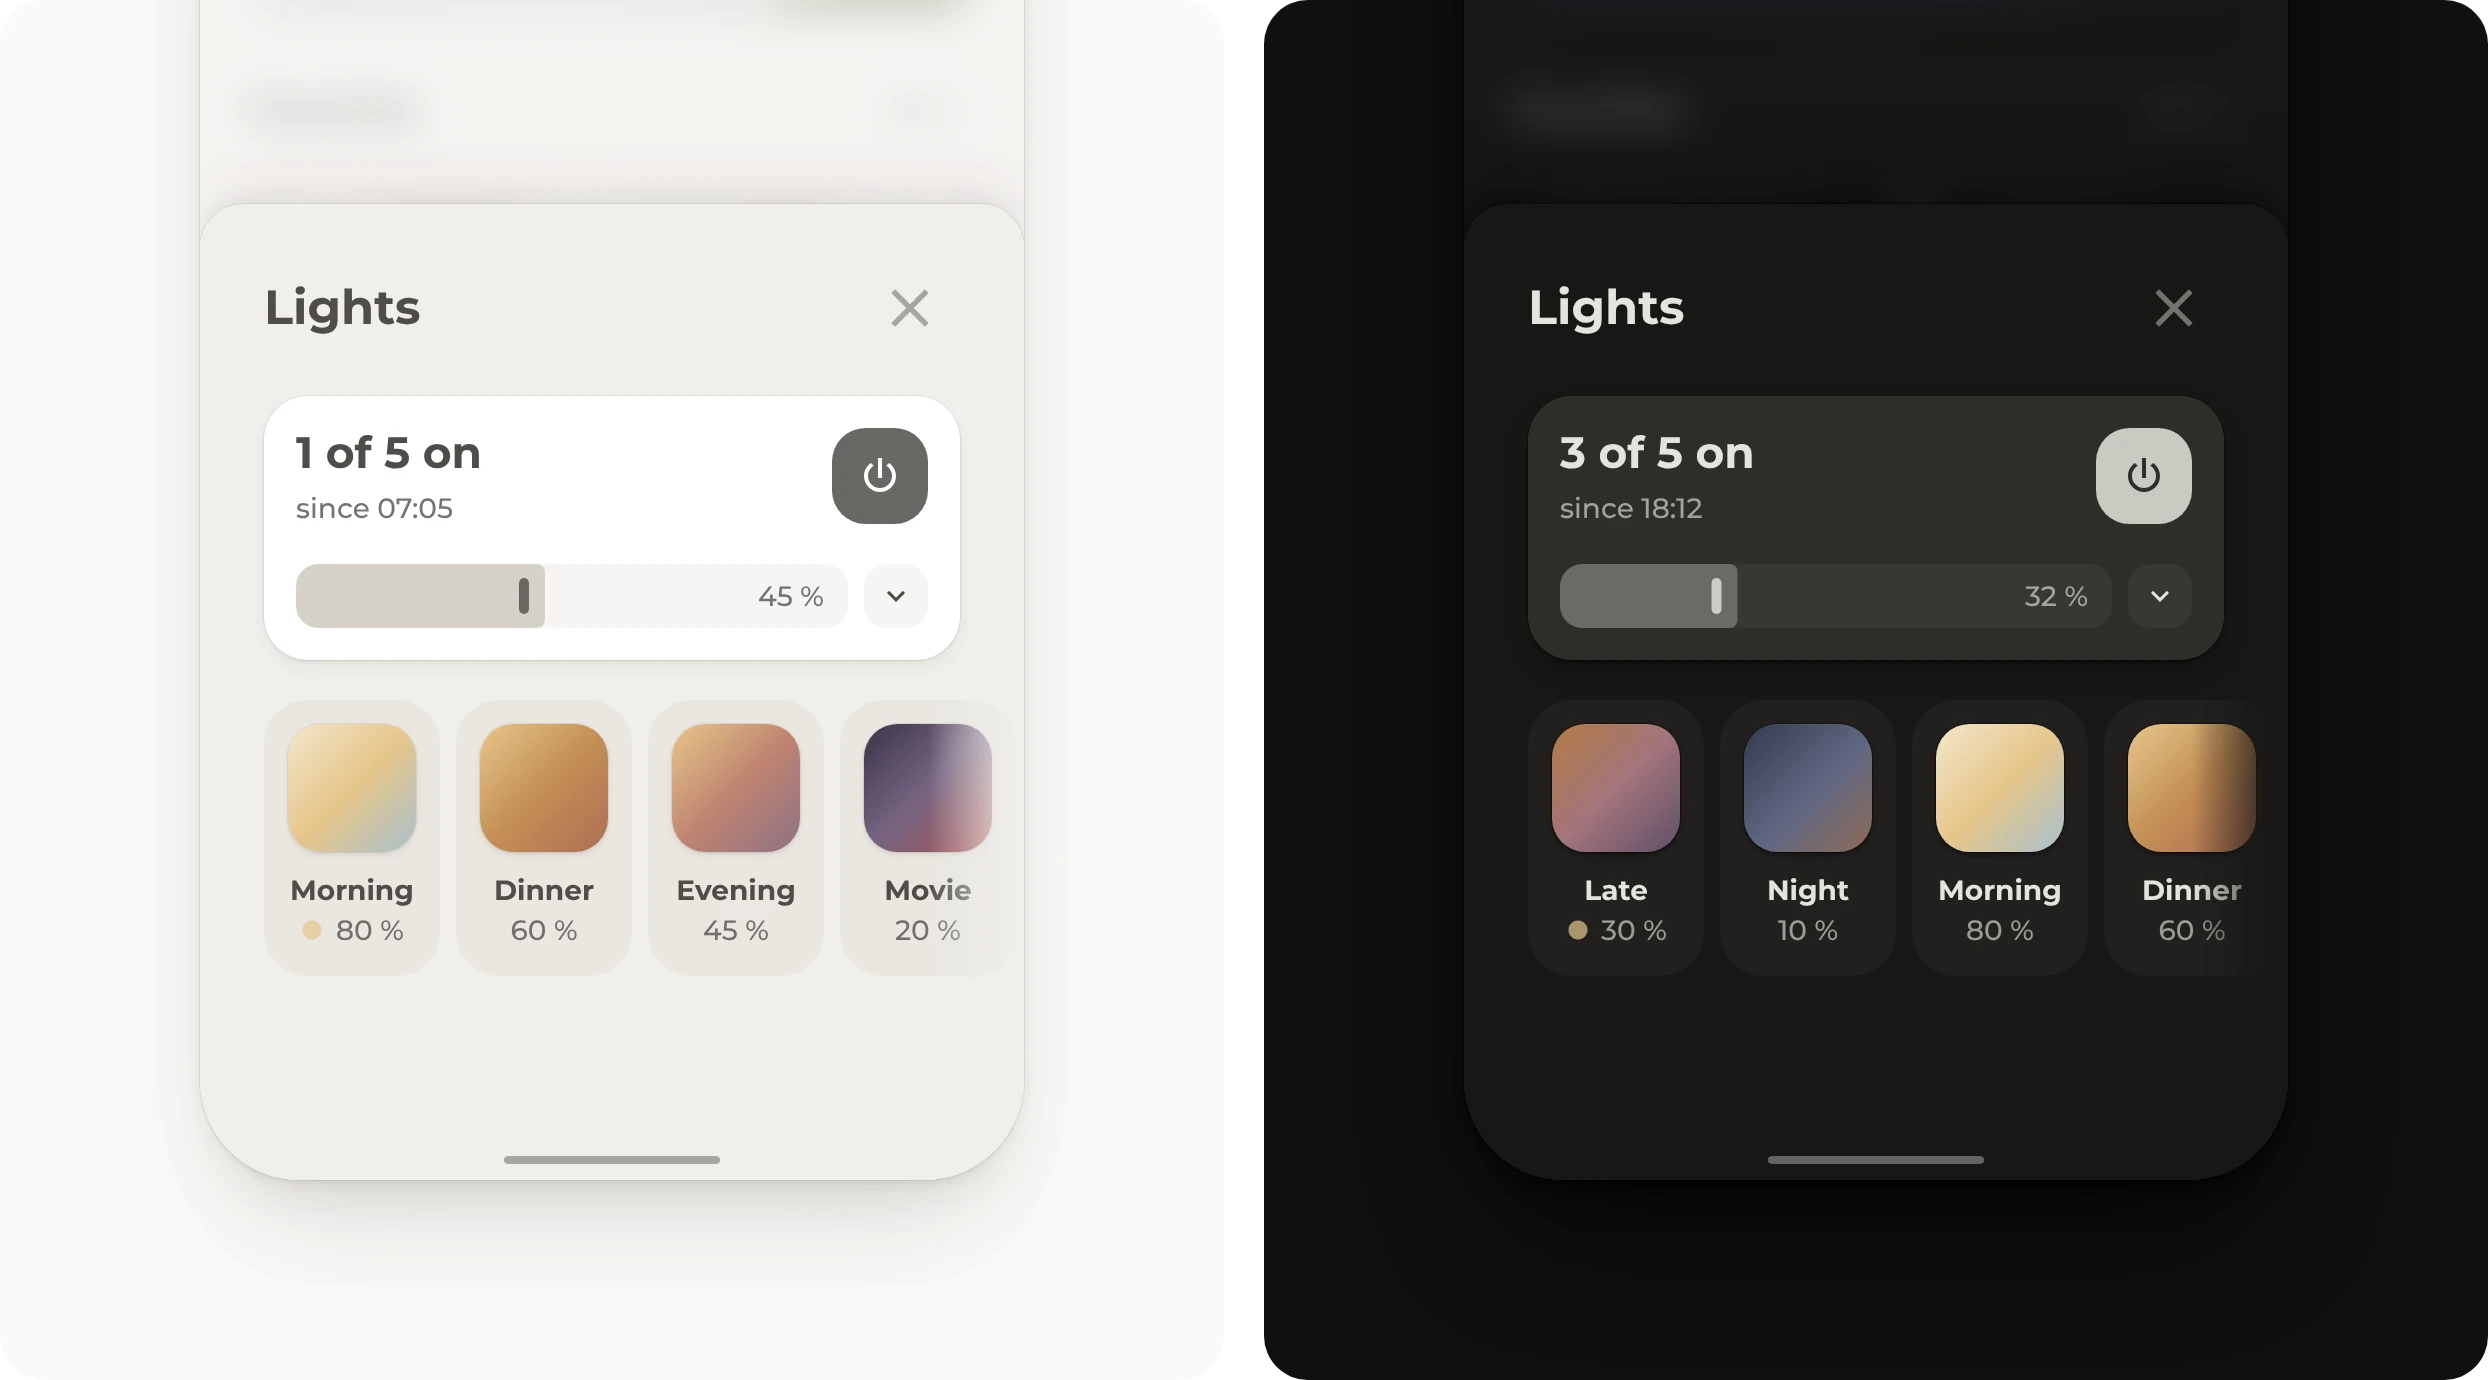 Lights
1 of 5 on
since 07:05
45 %
Morning
80 %
Dinner
60 %
Evening
45 %
Movie
20 %
Lights
3 of 5 on
since 18:12
32 %
Late
30 %
Night
10 %
Morning
80 %
Dinner
60 %